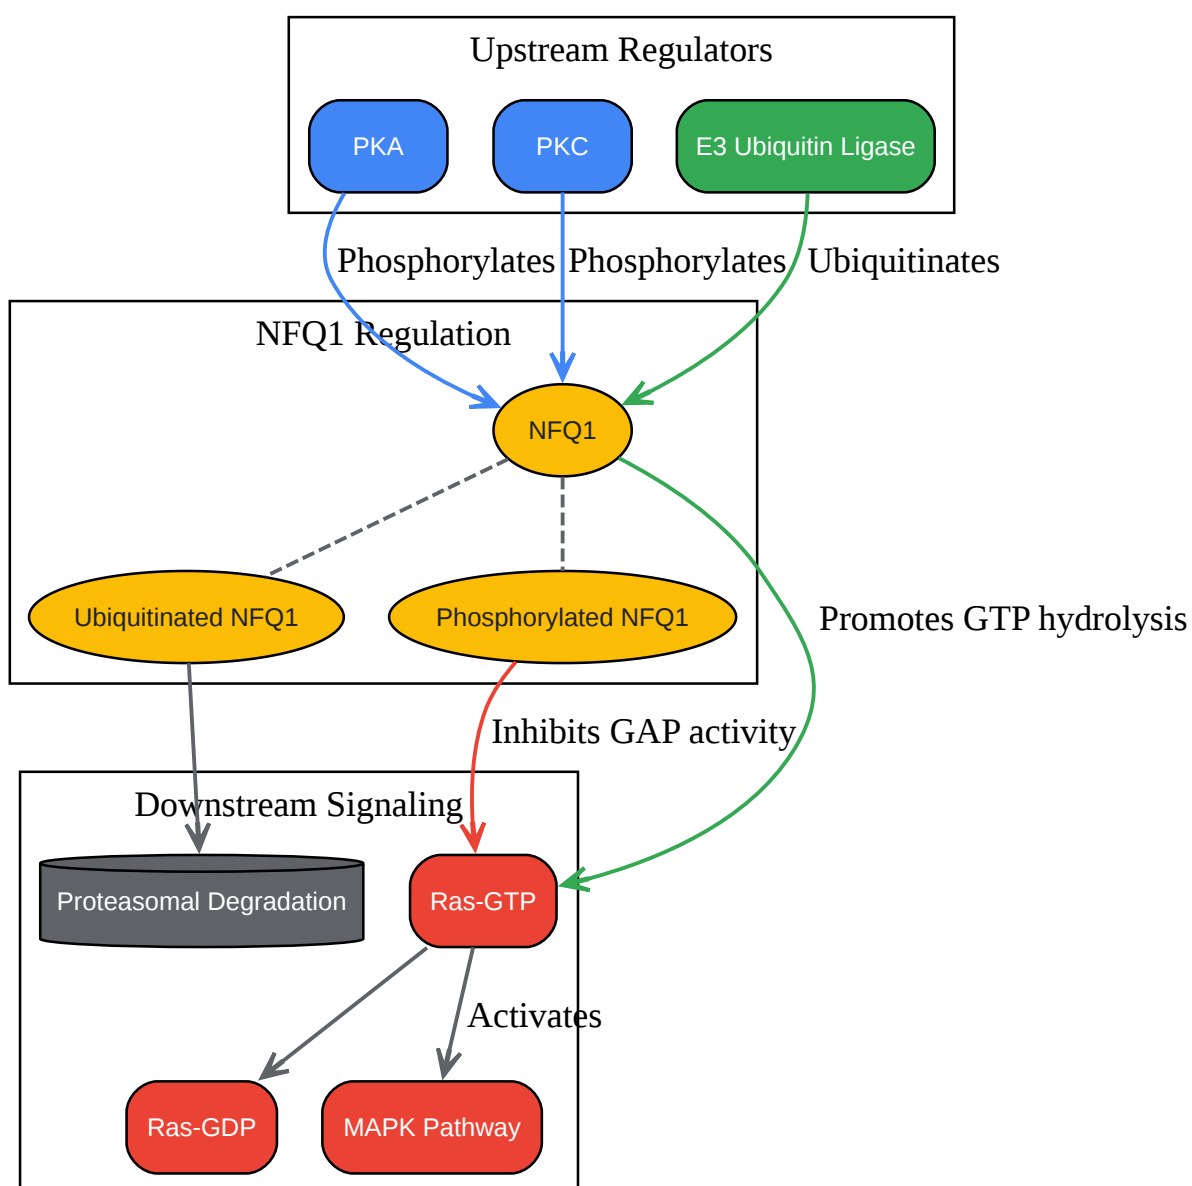 Upstream Regulators
PKA
PKC
E3 Ubiquitin Ligase
Phosphorylates
Phosphorylates
Ubiquitinates
NFQ1 Regulation
NFQ1
Ubiquitinated NFQ1
Phosphorylated NFQ1
Promotes GTP hydrolysis
Inhibits GAP activity
Downstream Signaling
Proteasomal Degradation
Ras-GTP
Activates
Ras-GDP
MAPK Pathway